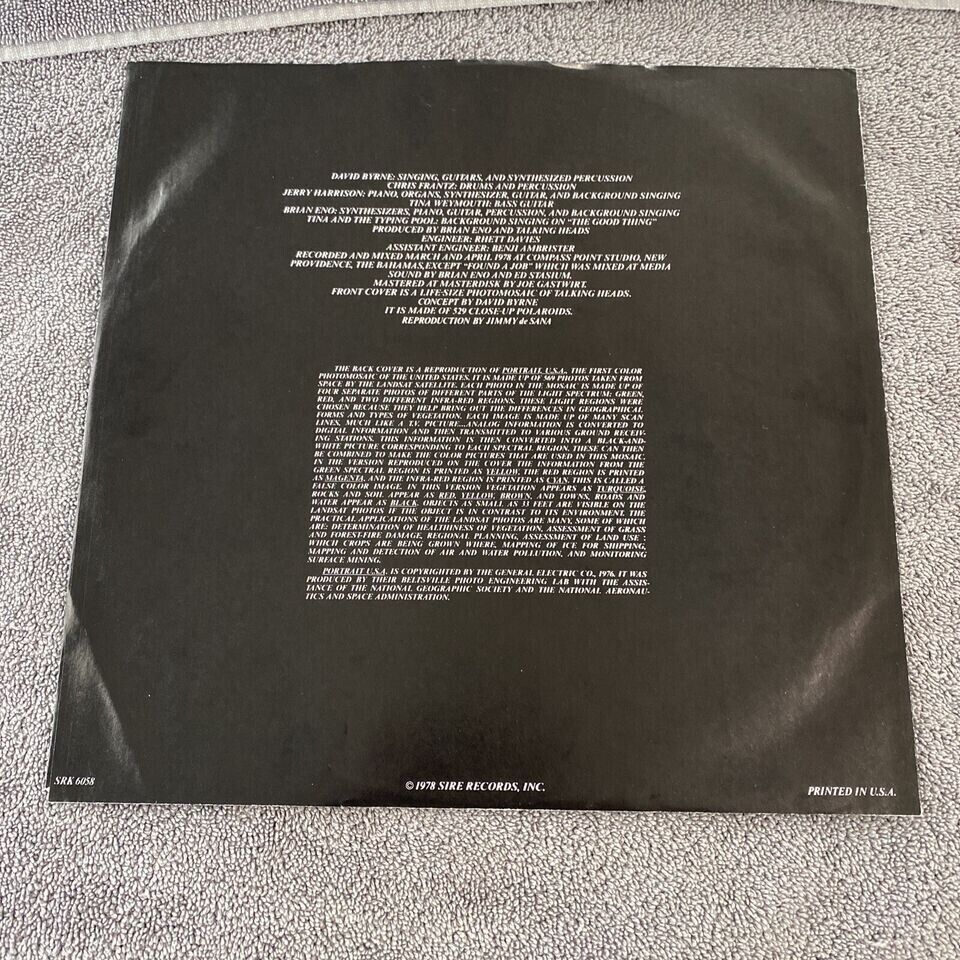 DAVID BYRNE: SINGING, GUITARS, AND SYNTHESIZED PERCUSSION
CHRIS FRANTZ: DRUMS AND PERCUSSION
JERRY HARRISON: PIANO, ORGANS, SYNTHESIZER, GUITAR, AND BACKGROUND SINGING
TINA WEYMOUTH: BASS GUITAR
BRIAN ENO: SYNTHESIZERS, PIANO, GUITAR, PERCUSSION, AND BACKGROUND SINGING
TINA AND THE TYPING POOL: BACKGROUND SINGING ON "THE GOOD THING"
PRODUCED BY BRIAN ENO AND TALKING HEADS
ENGINEER: RHETT DAVIES
ASSISTANT ENGINEER: BENJI AMBRISTER
RECORDED AND MIXED MARCH AND APRIL 1978 AT COMPASS POINT STUDIO, NEW
PROVIDENCE, THE BAHAMAS, EXCEPT "FOUND A JOB" WHICH WAS MIXED AT MEDIA
SOUND BY BRIAN ENO AND ED STASIUM.
MASTERED AT MASTERDISK BY JOE GASTWIRT.
FRONT COVER IS A LIFE-SIZE PHOTOMOSAIC OF TALKING HEADS.
CONCEPT BY DAVID BYRNE
IT IS MADE OF 529 CLOSE-UP POLAROIDS.
REPRODUCTION BY JIMMY de SANA
THE BACK COVER IS A REPRODUCTION OF PORTRAIT U.S.A., THE FIRST COLOR
PHOTOMOSAIC OF THE UNITED STATES. IT IS MADE UP OF 569 PHOTOS TAKEN FROM
SPACE BY THE LANDSAT SATELLITE. EACH PHOTO IN THE MOSAIC IS MADE UP OF
FOUR SEPARATE PHOTOS OF DIFFERENT PARTS OF THE LIGHT SPECTRUM: GREEN,
RED, AND TWO DIFFERENT INFRA-RED REGIONS. THESE LIGHT REGIONS WERE
CHOSEN BECAUSE THEY HELP BRING OUT THE DIFFERENCES IN GEOGRAPHICAL
FORMS AND TYPES OF VEGETATION. EACH IMAGE IS MADE UP OF MANY SCAN
LINES, MUCH LIKE A T.V. PICTURE...ANALOG INFORMATION IS CONVERTED TO
DIGITAL INFORMATION AND THEN TRANSMITTED TO VARIOUS GROUND RECEIV-
ING STATIONS. THIS INFORMATION IS THEN CONVERTED INTO A BLACK-AND-
WHITE PICTURE CORRESPONDING TO EACH SPECTRAL REGION. THESE CAN THEN
BE COMBINED TO MAKE THE COLOR PICTURES THAT ARE USED IN THIS MOSAIC.
IN THE VERSION REPRODUCED ON THE COVER THE INFORMATION FROM THE
GREEN SPECTRAL REGION IS PRINTED AS YELLOW, THE RED REGION IS PRINTED
AS MAGENTA, AND THE INFRA-RED REGION IS PRINTED AS CYAN. THIS IS CALLED A
FALSE COLOR IMAGE. IN THIS VERSION VEGETATION APPEARS AS TURQUOISE,
ROCKS AND SOIL APPEAR AS RED, YELLOW, BROWN, AND TOWNS, ROADS AND
WATER APPEAR AS BLACK. OBJECTS AS SMALL AS 33 FEET ARE VISIBLE ON THE
LANDSAT PHOTOS IF THE OBJECT IS IN CONTRAST TO ITS ENVIRONMENT. THE
PRACTICAL APPLICATIONS OF THE LANDSAT PHOTOS ARE MANY, SOME OF WHICH
ARE: DETERMINATION OF HEALTHINESS OF VEGETATION, ASSESSMENT OF GRASS
AND FOREST-FIRE DAMAGE, REGIONAL PLANNING, ASSESSMENT OF LAND USE :
WHICH CROPS ARE BEING GROWN WHERE, MAPPING OF ICE FOR SHIPPING,
MAPPING AND DETECTION OF AIR AND WATER POLLUTION, AND MONITORING
SURFACE MINING.
PORTRAIT U.S.A. IS COPYRIGHTED BY THE GENERAL ELECTRIC CO., 1976. IT WAS
PRODUCED BY THEIR BELTSVILLE PHOTO ENGINEERING LAB WITH THE ASSIS-
TANCE OF THE NATIONAL GEOGRAPHIC SOCIETY AND THE NATIONAL AERONAU-
TICS AND SPACE ADMINISTRATION.
SRK 6058
© 1978 SIRE RECORDS, INC.
PRINTED IN U.S.A.